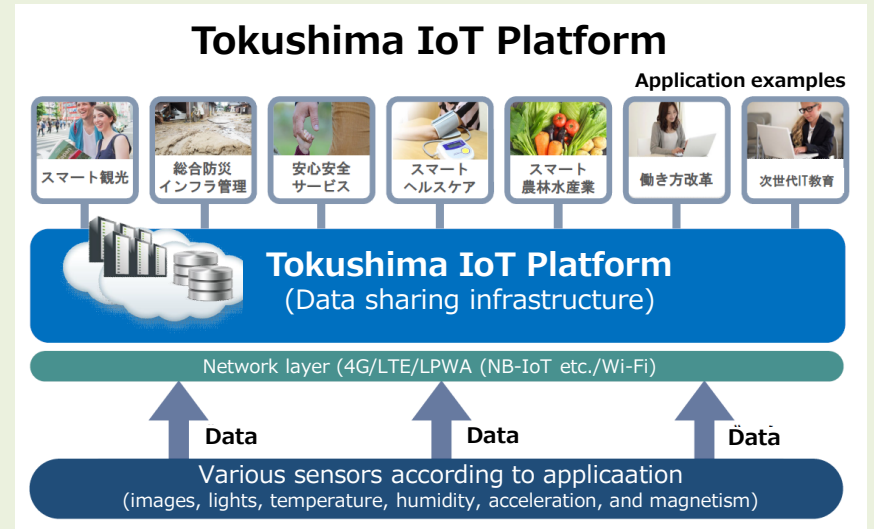 Tokushima IoT Platform
Application examples
スマート観光
総合防災
インフラ管理
安心安全
サービス
スマート
ヘルスケア
スマート
農林水産業
働き方改革
次世代IT教育
Tokushima IoT Platform
(Data sharing infrastructure)
Network layer (4G/LTE/LPWA (NB-IoT etc./Wi-Fi)
Data
Data
Data
Various sensors according to applicaation
(images, lights, temperature, humidity, acceleration, and magnetism)